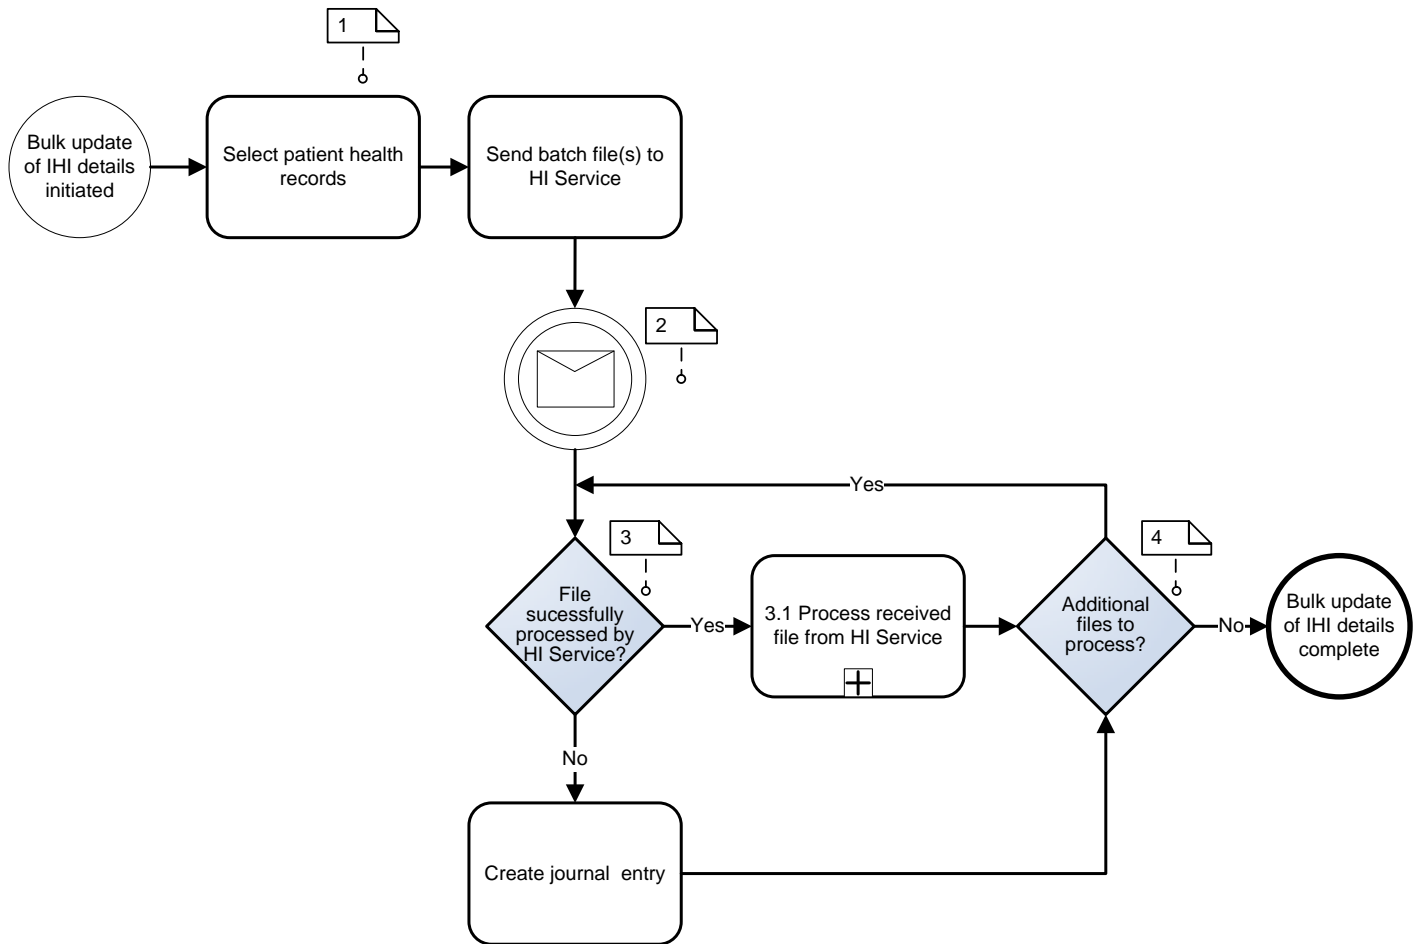 1
Bulk update
of IHI details
initiated
Select patient health
records
Send batch file(s) to
HI Service
2
Yes
3
4
File
sucessfully
processed by
HI Service?
Yes
3.1 Process received
file from HI Service
Additional
files to
process?
No
Bulk update
of IHI details
complete
No
Create journal  entry